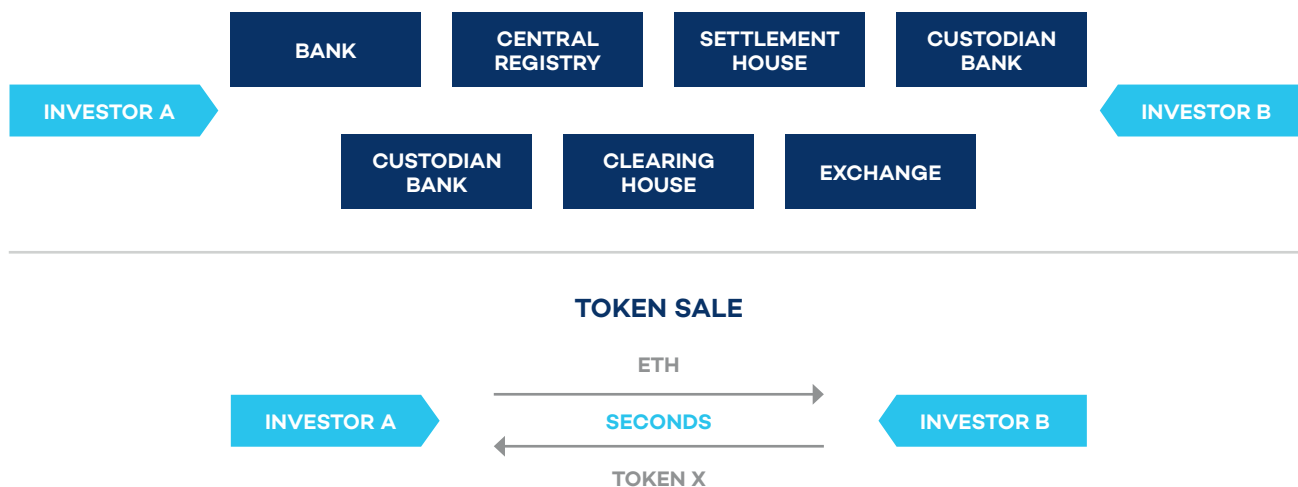 BANK
CENTRAL
REGISTRY
SETTLEMENT
HOUSE
CUSTODIAN
BANK
INVESTOR A
INVESTOR B
CUSTODIAN
BANK
CLEARING
HOUSE
EXCHANGE
TOKEN SALE
ETH
INVESTOR A
SECONDS
INVESTOR B
TOKEN X